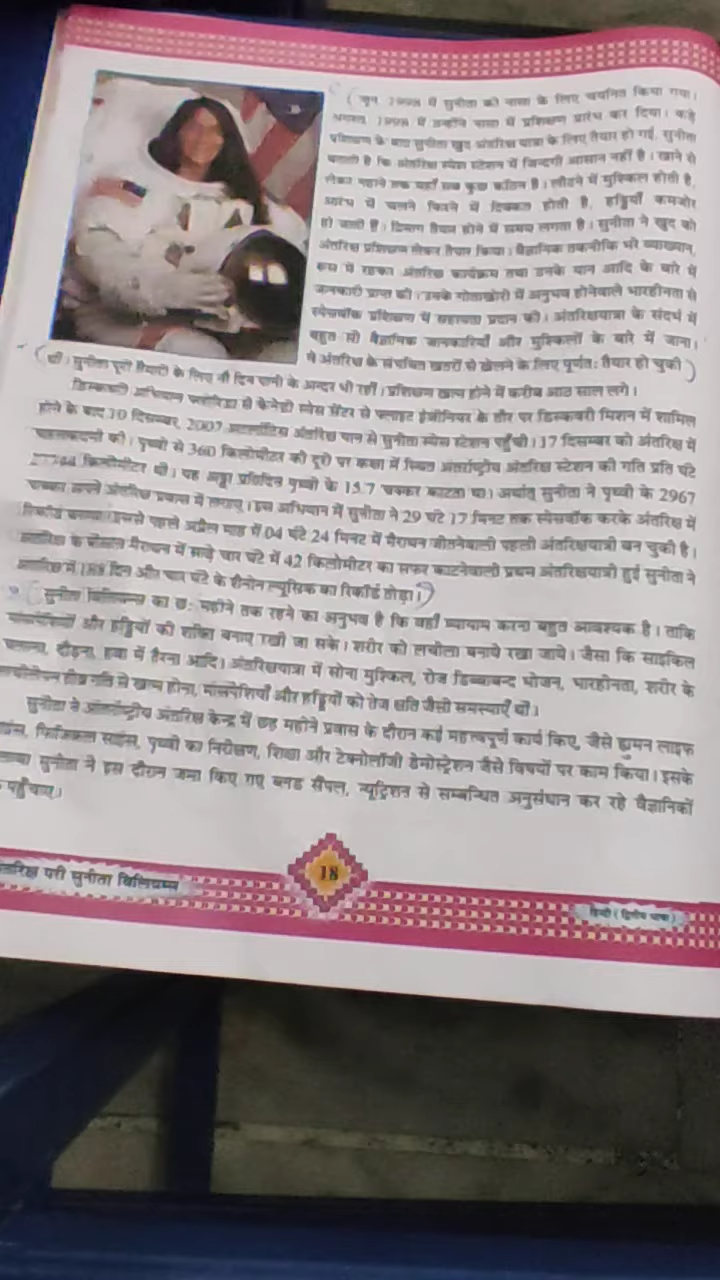 जून, 1998 में सुनीता को नासा के लिए चयनित किया गया।
अगस्त, 1998 में उन्होंने नासा में प्रशिक्षण प्रारंभ कर दिया। कड़े
प्रशिक्षण के बाद सुनीता खुद अंतरिक्ष यात्रा के लिए तैयार हो गई. सुनीता
बताती है कि अंतरिक्ष स्पेस स्टेशन में जिन्दगी आसान नहीं है। खाने से
लेकर नहाने तक वहाँ सब कुछ कठिन है। लौटने में मुश्किल होती है,
आरंभ में चलने फिरने में दिक्कत होती है, हड्डियाँ कमजोर
हो जाती हैं। दोबारा तैयार होने में समय लगता है। सुनीता ने खुद को
अंतरिक्ष प्रशिक्षण लेकर तैयार किया। वैज्ञानिक तकनीकि भरे व्याख्यान,
रूस में रहकर अंतरिक्ष कार्यक्रम तथा उनके यान आदि के बारे में
जानकारी प्राप्त की। उसके गोताखोरी में अनुभव होनेवाले भारहीनता से
स्पेसवॉक प्रशिक्षण में सहायता प्रदान की। अंतरिक्षयात्रा के संदर्भ में
बहुत सी वैज्ञानिक जानकारियाँ और मुश्किलों के बारे में जाना।
ने अंतरिक्ष के संभवित खतरों से खेलने के लिए पूर्णतः तैयार हो चुकी
थीं। सुनीता पूरी तैयारी के लिए नौ दिन पानी के अन्दर भी रहीं। प्रशिक्षण खत्म होने में करीब आठ साल लगे।
डिस्कवरी अभियान फ्लोरिडा से केनेडी स्पेस सेंटर से फ्लाइट इंजीनियर के तौर पर डिस्कवरी मिशन में शामिल
होने के बाद 10 दिसम्बर, 2007 अटलांटिस अंतरिक्ष यान से सुनीता स्पेस स्टेशन पहुँची। 17 दिसम्बर को अंतरिक्ष में
चहलकदमी की। पृथ्वी से 360 किलोमीटर की दूरी पर कक्षा में स्थित अंतर्राष्ट्रीय अंतरिक्ष स्टेशन की गति प्रति घंटे
27744 किलोमीटर थी। यह अड्डा प्रतिदिन पृथ्वी के 15.7 चक्कर काटता था। अर्थात् सुनीता ने पृथ्वी के 2967
चक्कर अपने अंतरिक्ष प्रवास में लगाए। इस अभियान में सुनीता ने 29 घंटे 17 मिनट तक स्पेसवॉक करके अंतरिक्ष में
रिकॉर्ड बनाया। इससे पहले अप्रैल माह में 04 घंटे 24 मिनट में मैराथन जीतनेवाली पहली अंतरिक्षयात्री बन चुकी है।
अंतरिक्ष के बोस्टन मैराथन में साढ़े चार घंटे में 42 किलोमीटर का सफर काटनेवाली प्रथम अंतरिक्षयात्री हुई सुनीता ने
अंतरिक्ष में 188 दिन और चार घंटे के शैनोन ल्यूसिक का रिकॉर्ड तोड़ा।
सुनीता विलियम्स का छः महीने तक रहने का अनुभव है कि वहाँ व्यायाम करना बहुत आवश्यक है। ताकि
मांसपेशियाँ और हड्डियों की शक्ति बनाए रखी जा सके। शरीर को लचीला बनाये रखा जाये। जैसा कि साइकिल
चलाना, दौड़ना, हवा में तैरना आदि। अंतरिक्षयात्रा में सोना मुश्किल, रोज डिब्बाबन्द भोजन, भारहीनता, शरीर के
तीव्र गति से खत्म होना, मांसपेशियाँ और हड्डियों को तेज क्षति जैसी समस्याएँ थीं।
सुनीता ने अंतर्राष्ट्रीय अंतरिक्ष केन्द्र में छह महीने प्रवास के दौरान कई महत्त्वपूर्ण कार्य किए, जैसे ह्युमन लाइफ
साइंस, फिजिकल साइंस, पृथ्वी का निरीक्षण, शिक्षा और टेक्नोलॉजी डेमोस्ट्रेशन जैसे विषयों पर काम किया। इसके
सुनीता ने इस दौरान जमा किए गए ब्लड सैंपल, न्यूट्रिशन से सम्बन्धित अनुसंधान कर रहे वैज्ञानिकों
पहुँचाए।
18
अंतरिक्ष परी सुनीता विलियम्स
हिन्दी (द्वितीय भाषा)